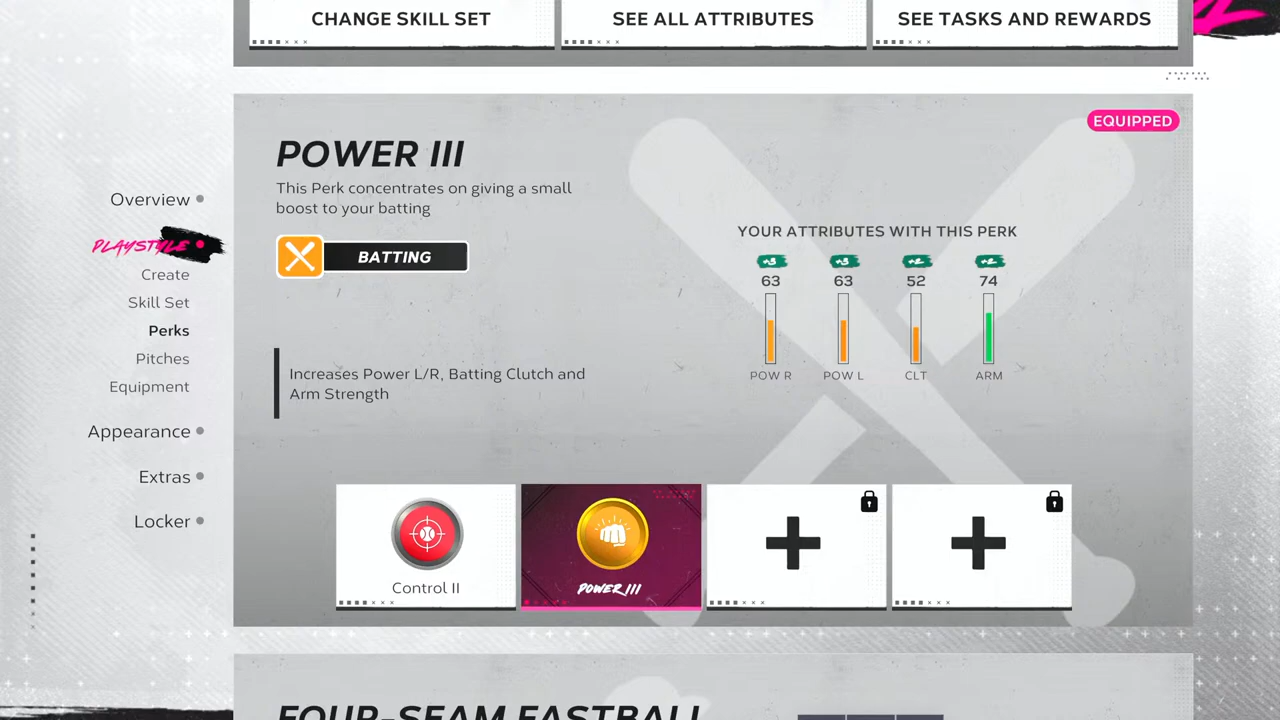 CHANGE SKILL SET
SEE ALL ATTRIBUTES
SEE TASKS AND REWARDS
EQUIPPED
POWER III
This Perk concentrates on giving a small
boost to your batting
BATTING
Increases Power L/R, Batting Clutch and
Arm Strength
YOUR ATTRIBUTES WITH THIS PERK
+3 +3 +2 +2
63 63 52 74
POW R POW L CLT ARM
Overview
PLAYSTYLE
Create
Skill Set
Perks
Pitches
Equipment
Appearance
Extras
Locker
Control II
POWER III
FOUR-SEAM FASTBALL